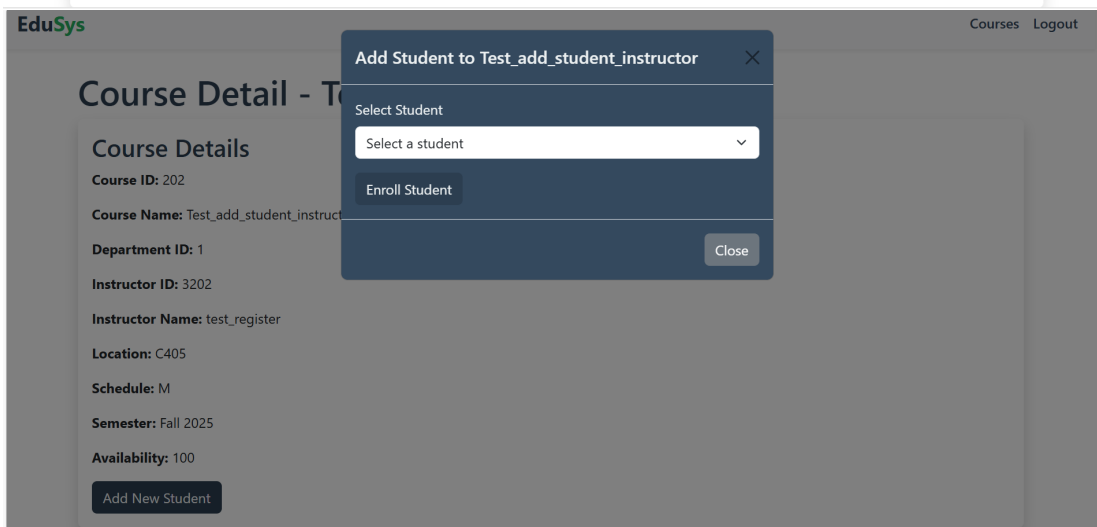 EduSys
Courses Logout
Add Student to Test_add_student_instructor
Course Detail - T
Select Student
Select a student
Course Details
Course ID: 202
Enroll Student
Course Name: Test_add_student_instruct
Department ID: 1
Close
Instructor ID: 3202
Instructor Name: test_register
Location: C405
Schedule: M
Semester: Fall 2025
Availability: 100
Add New Student